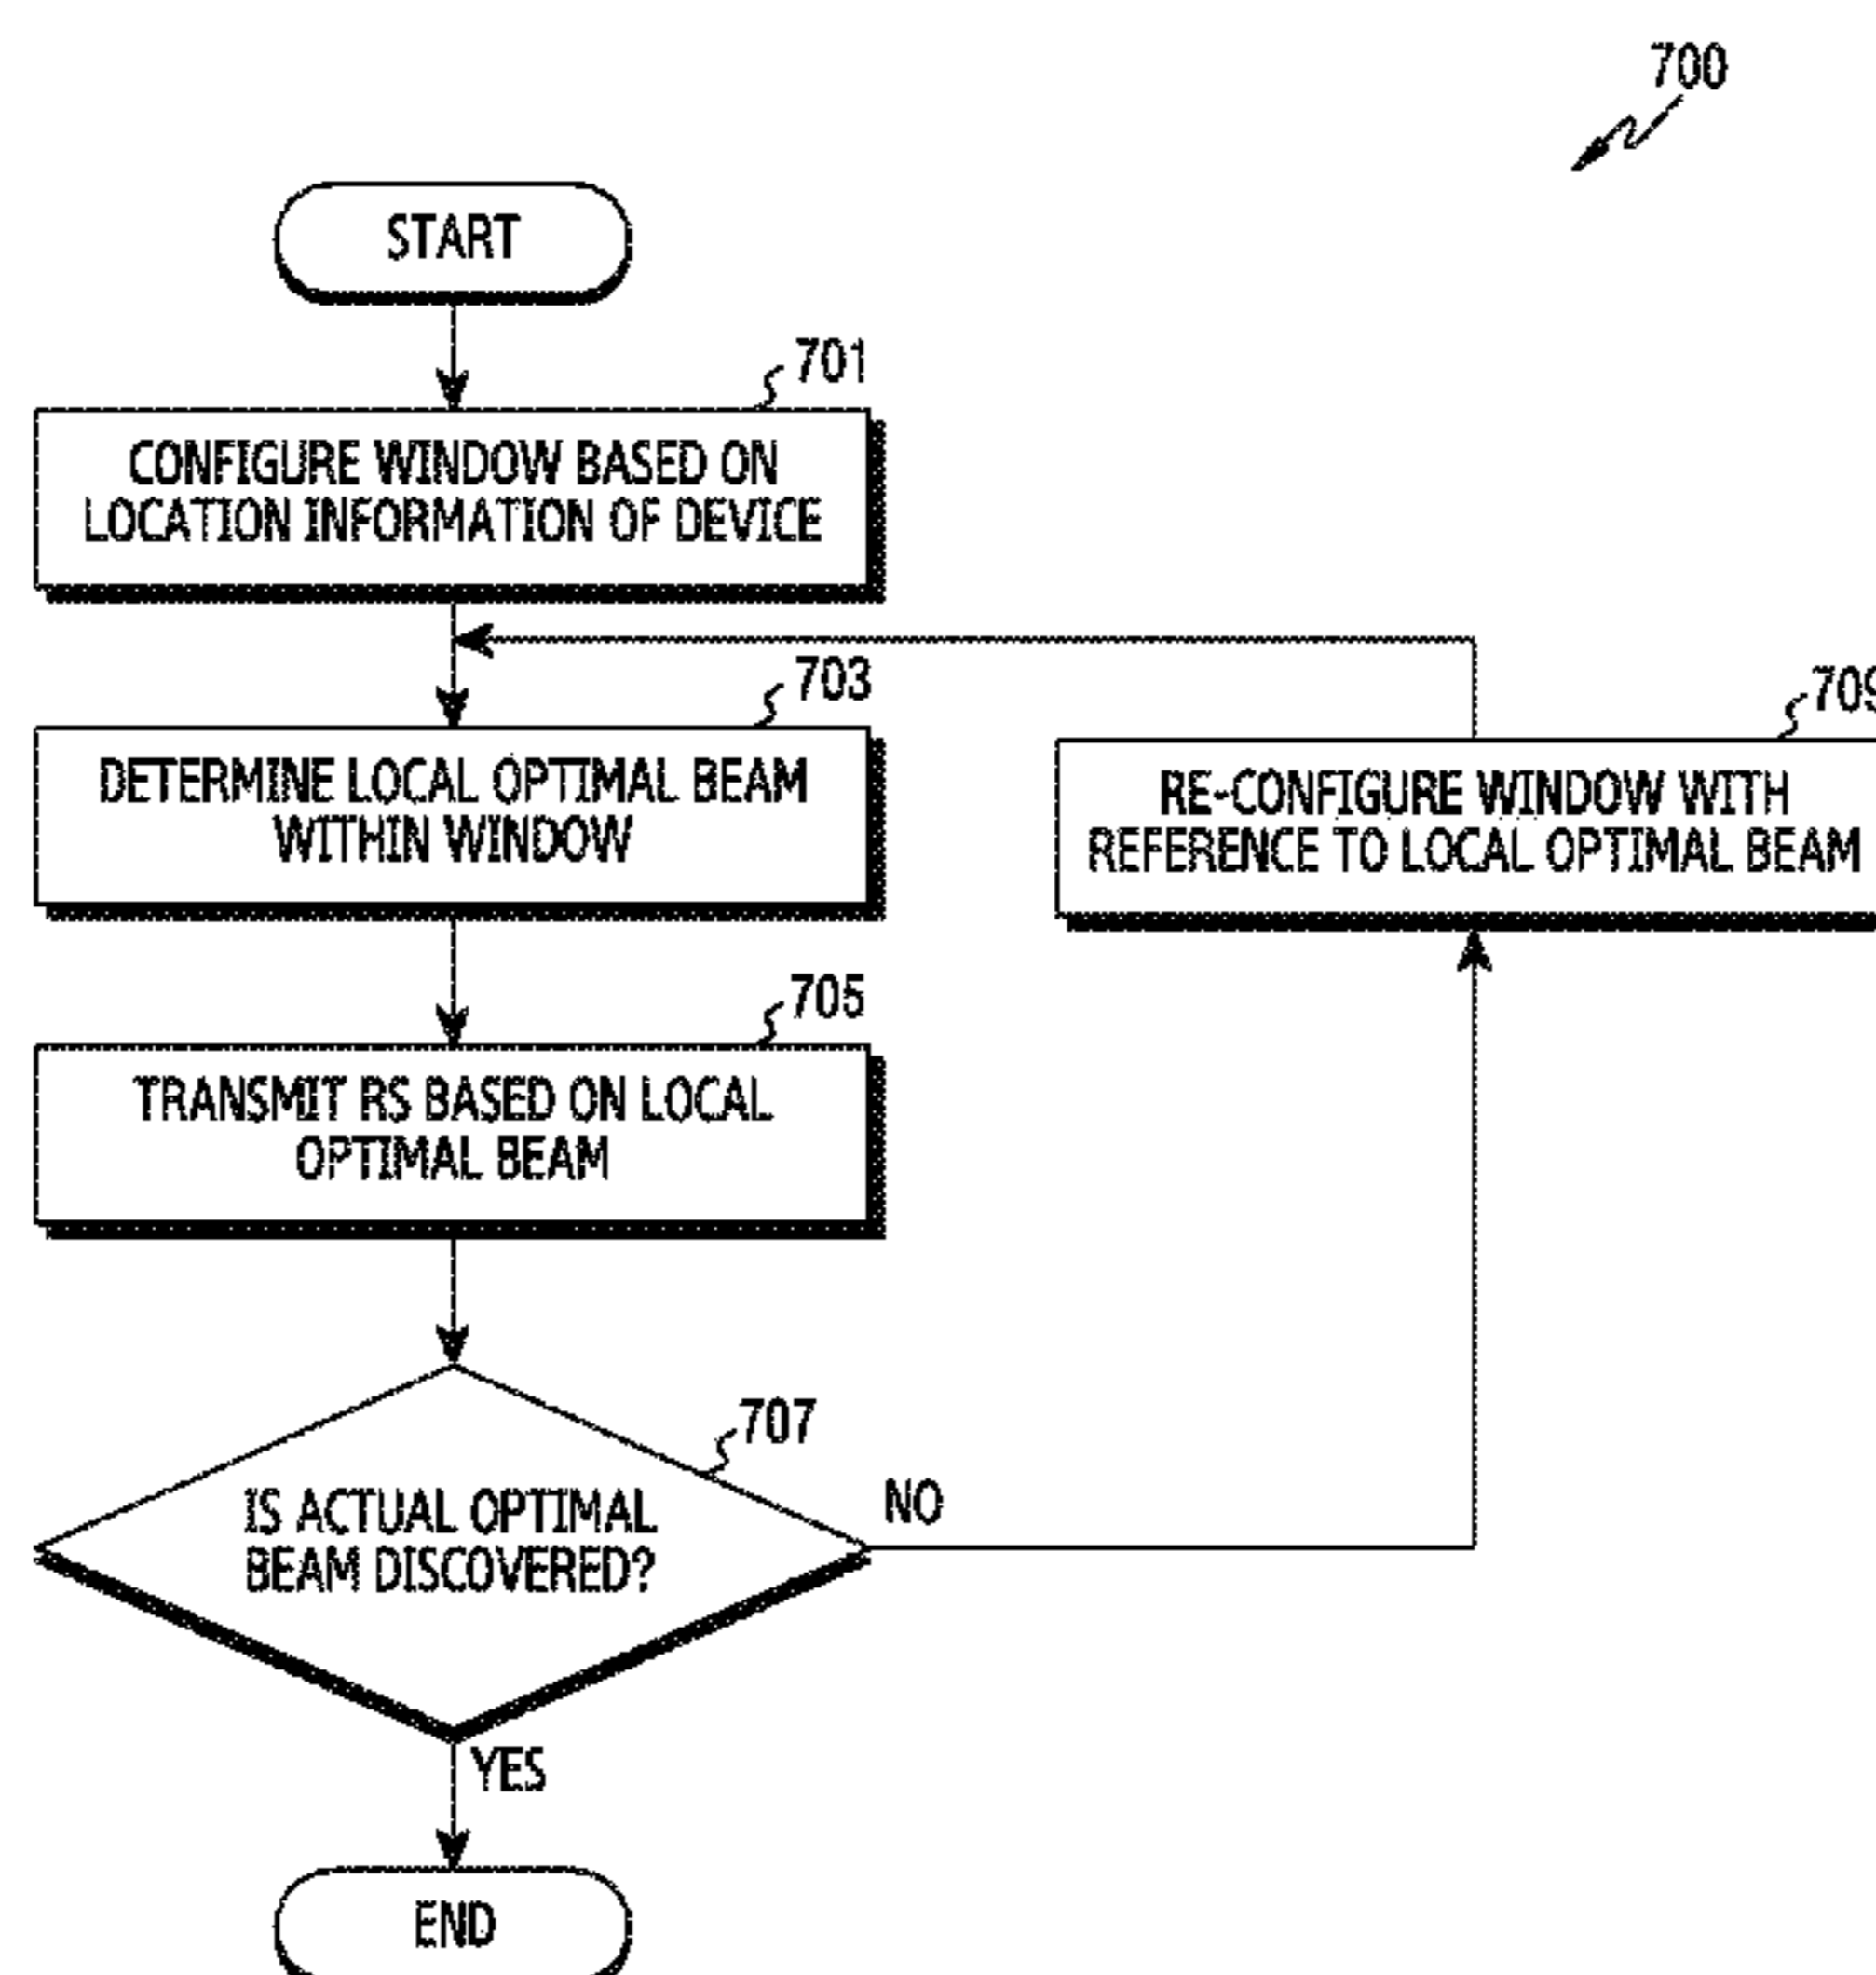 700
START
701
CONFIGURE WINDOW BASED ON
LOCATION INFORMATION OF DEVICE
703
DETERMINE LOCAL OPTIMAL BEAM
WITHIN WINDOW
709
RE-CONFIGURE WINDOW WITH
REFERENCE TO LOCAL OPTIMAL BEAM
705
TRANSMIT RS BASED ON LOCAL
OPTIMAL BEAM
707
IS ACTUAL OPTIMAL
BEAM DISCOVERED?
NO
YES
END